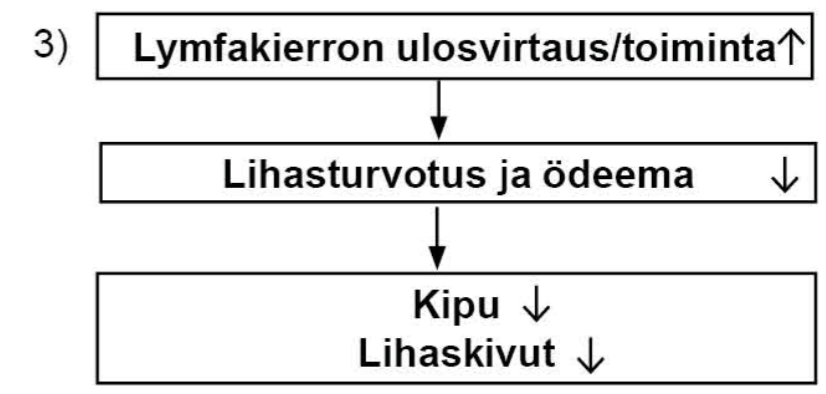 3) Lymfakierron ulosvirtaus/toiminta↑
Lihasturvotus ja ödeema ↓
Kipu ↓
Lihaskivut ↓